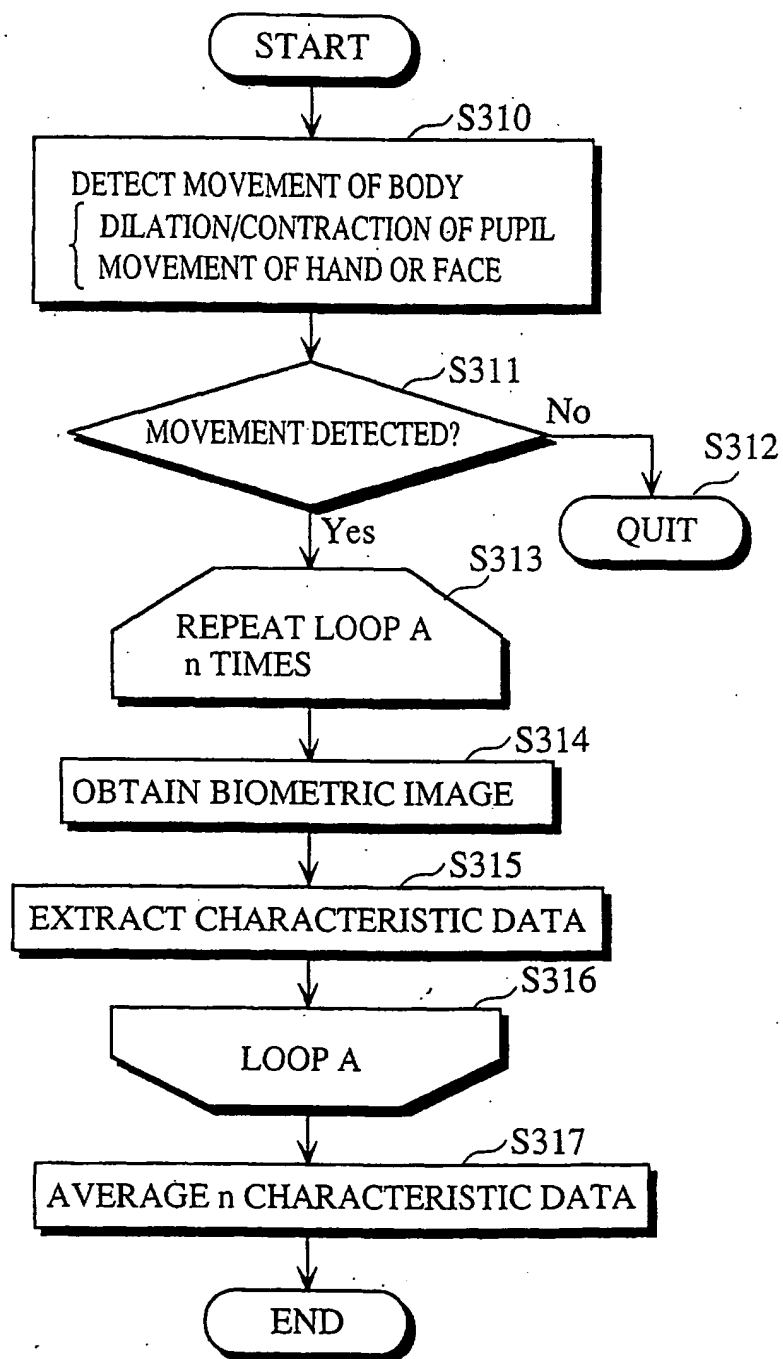 START
S310
DETECT MOVEMENT OF BODY
DILATION/CONTRACTION OF PUPIL
MOVEMENT OF HAND OR FACE
S311
MOVEMENT DETECTED?
No
S312
QUIT
Yes
S313
REPEAT LOOP A
n TIMES
S314
OBTAIN BIOMETRIC IMAGE
S315
EXTRACT CHARACTERISTIC DATA
S316
LOOP A
S317
AVERAGE n CHARACTERISTIC DATA
END